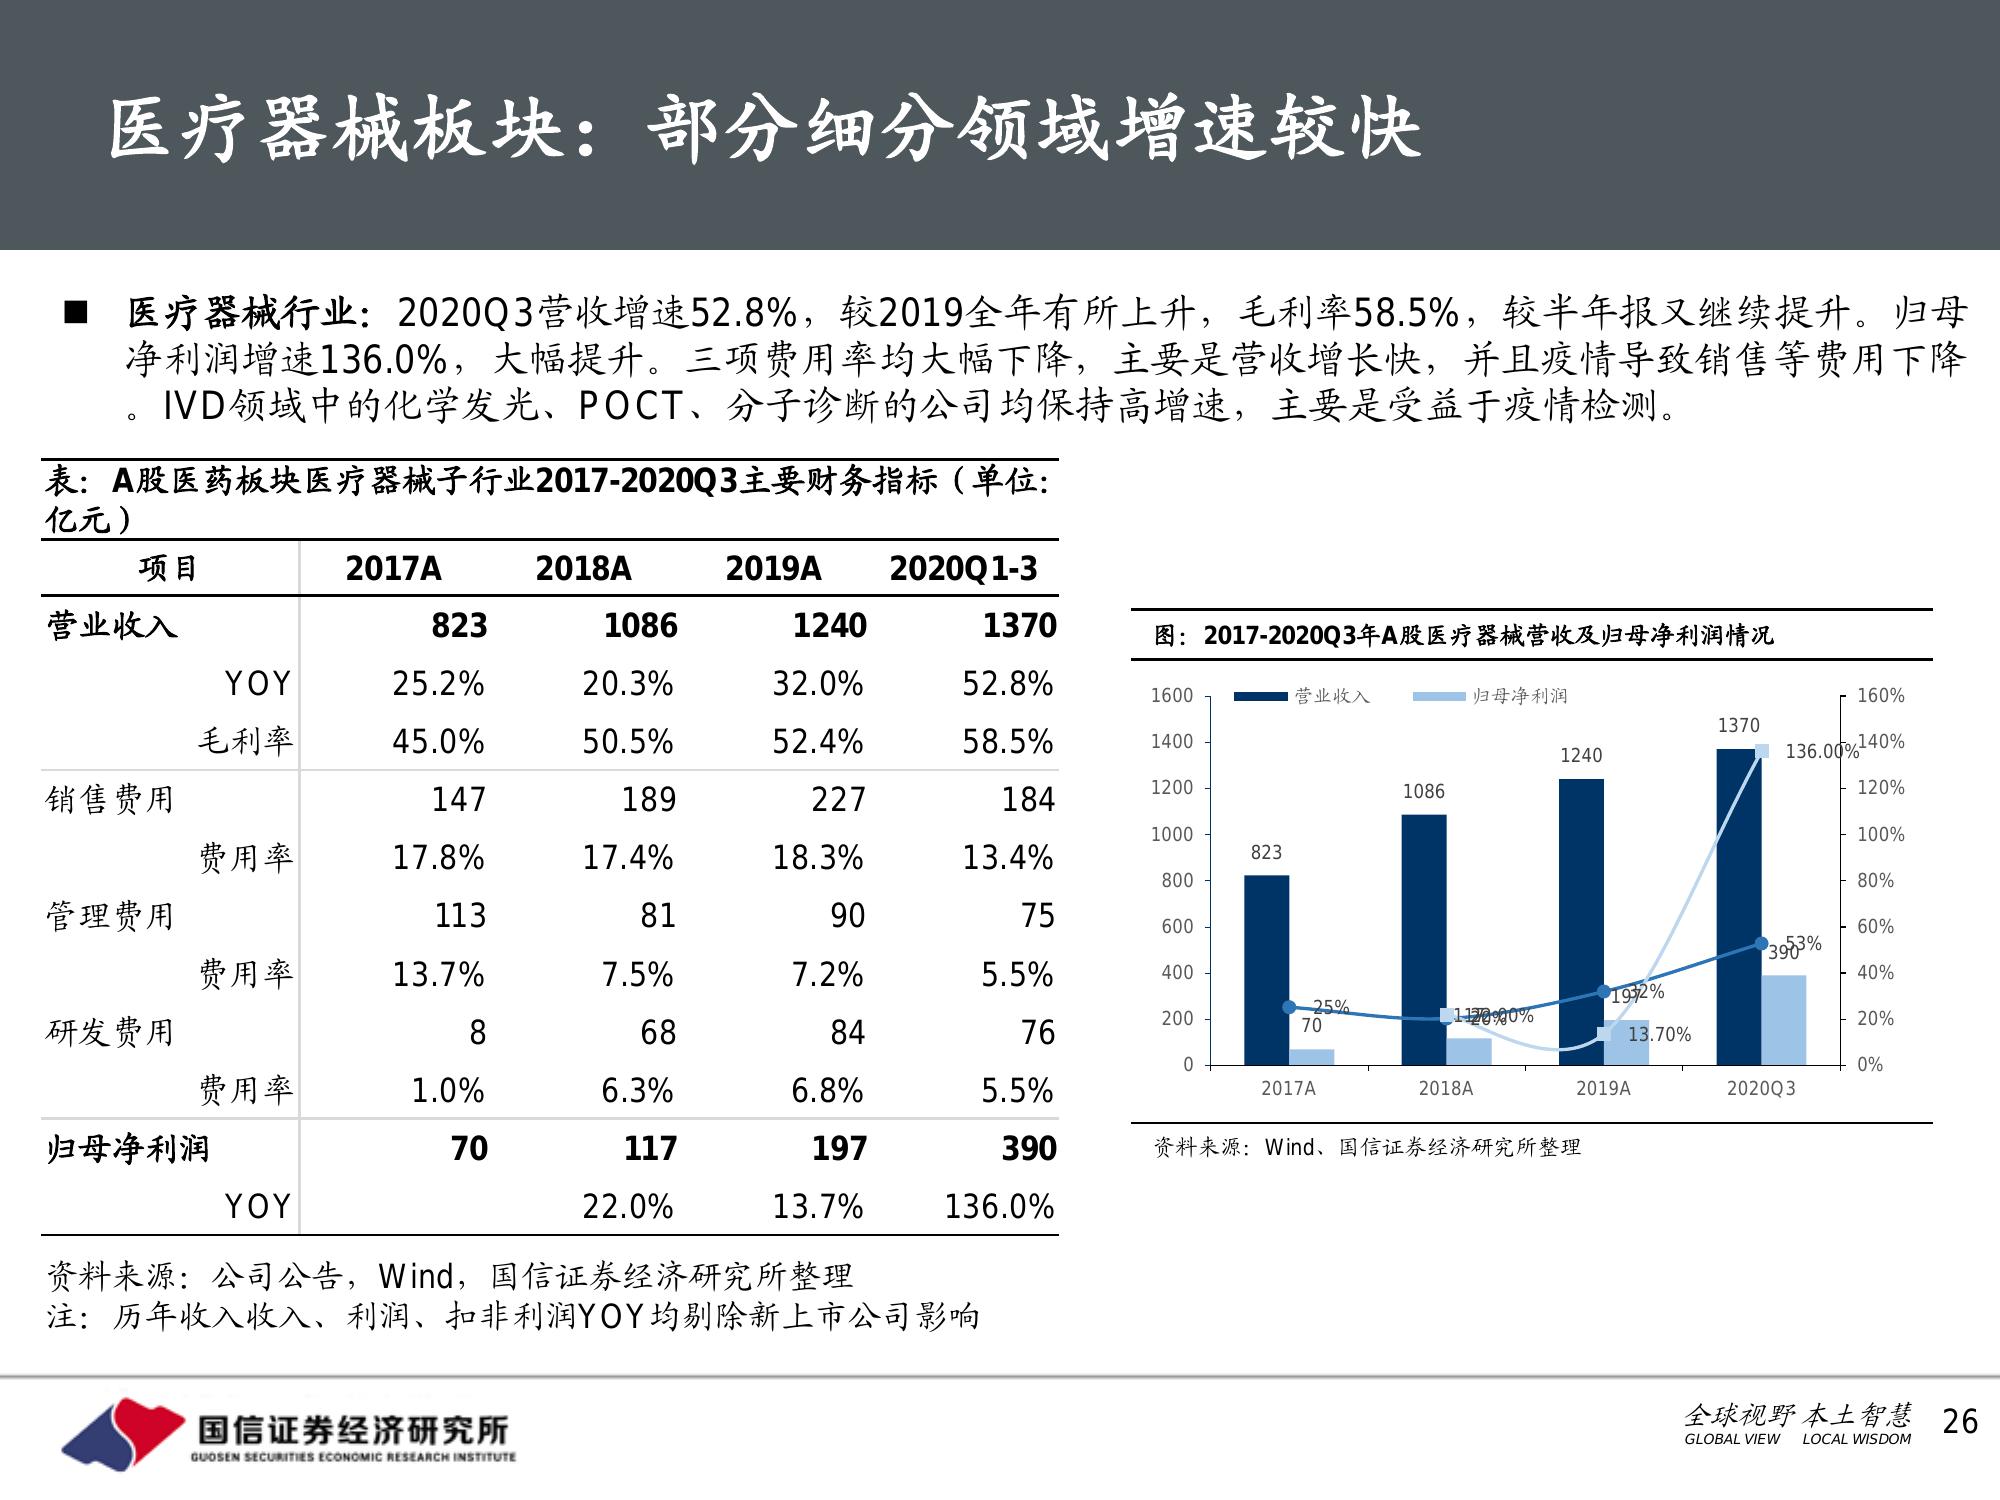 医疗器械板块：部分细分领域增速较快
■ 医疗器械行业：2020Q3营收增速52.8%，较2019全年有所上升，毛利率58.5%，较半年报又继续提升。归母
净利润增速136.0%，大幅提升。三项费用率均大幅下降，主要是营收增长快，并且疫情导致销售等费用下降
。IVD领域中的化学发光、POCT、分子诊断的公司均保持高增速，主要是受益于疫情检测。
表：A股医药板块医疗器械子行业2017-2020Q3主要财务指标（单位：
亿元）
项目 2017A 2018A 2019A 2020Q1-3
营业收入 823 1086 1240 1370
YOY 25.2% 20.3% 32.0% 52.8%
毛利率 45.0% 50.5% 52.4% 58.5%
销售费用 147 189 227 184
费用率 17.8% 17.4% 18.3% 13.4%
管理费用 113 81 90 75
费用率 13.7% 7.5% 7.2% 5.5%
研发费用 8 68 84 76
费用率 1.0% 6.3% 6.8% 5.5%
归母净利润 70 117 197 390
YOY 22.0% 13.7% 136.0%
资料来源：公司公告，Wind，国信证券经济研究所整理
注：历年收入收入、利润、扣非利润YOY均剔除新上市公司影响
图：2017-2020Q3年A股医疗器械营收及归母净利润情况
营业收入 归母净利润
1600 160%
1370
1400 136.00% 140%
1240
1200 1086 120%
1000 100%
823
800 80%
600 60%
53%
390
400 40%
197 32%
25%
117 22.00% 20%
70
200 20%
13.70%
0 0%
2017A 2018A 2019A 2020Q3
资料来源：Wind、国信证券经济研究所整理
国信证券经济研究所
GUOSEN SECURITIES ECONOMIC RESEARCH INSTITUTE
全球视野 本土智慧
GLOBAL VIEW LOCAL WISDOM
26